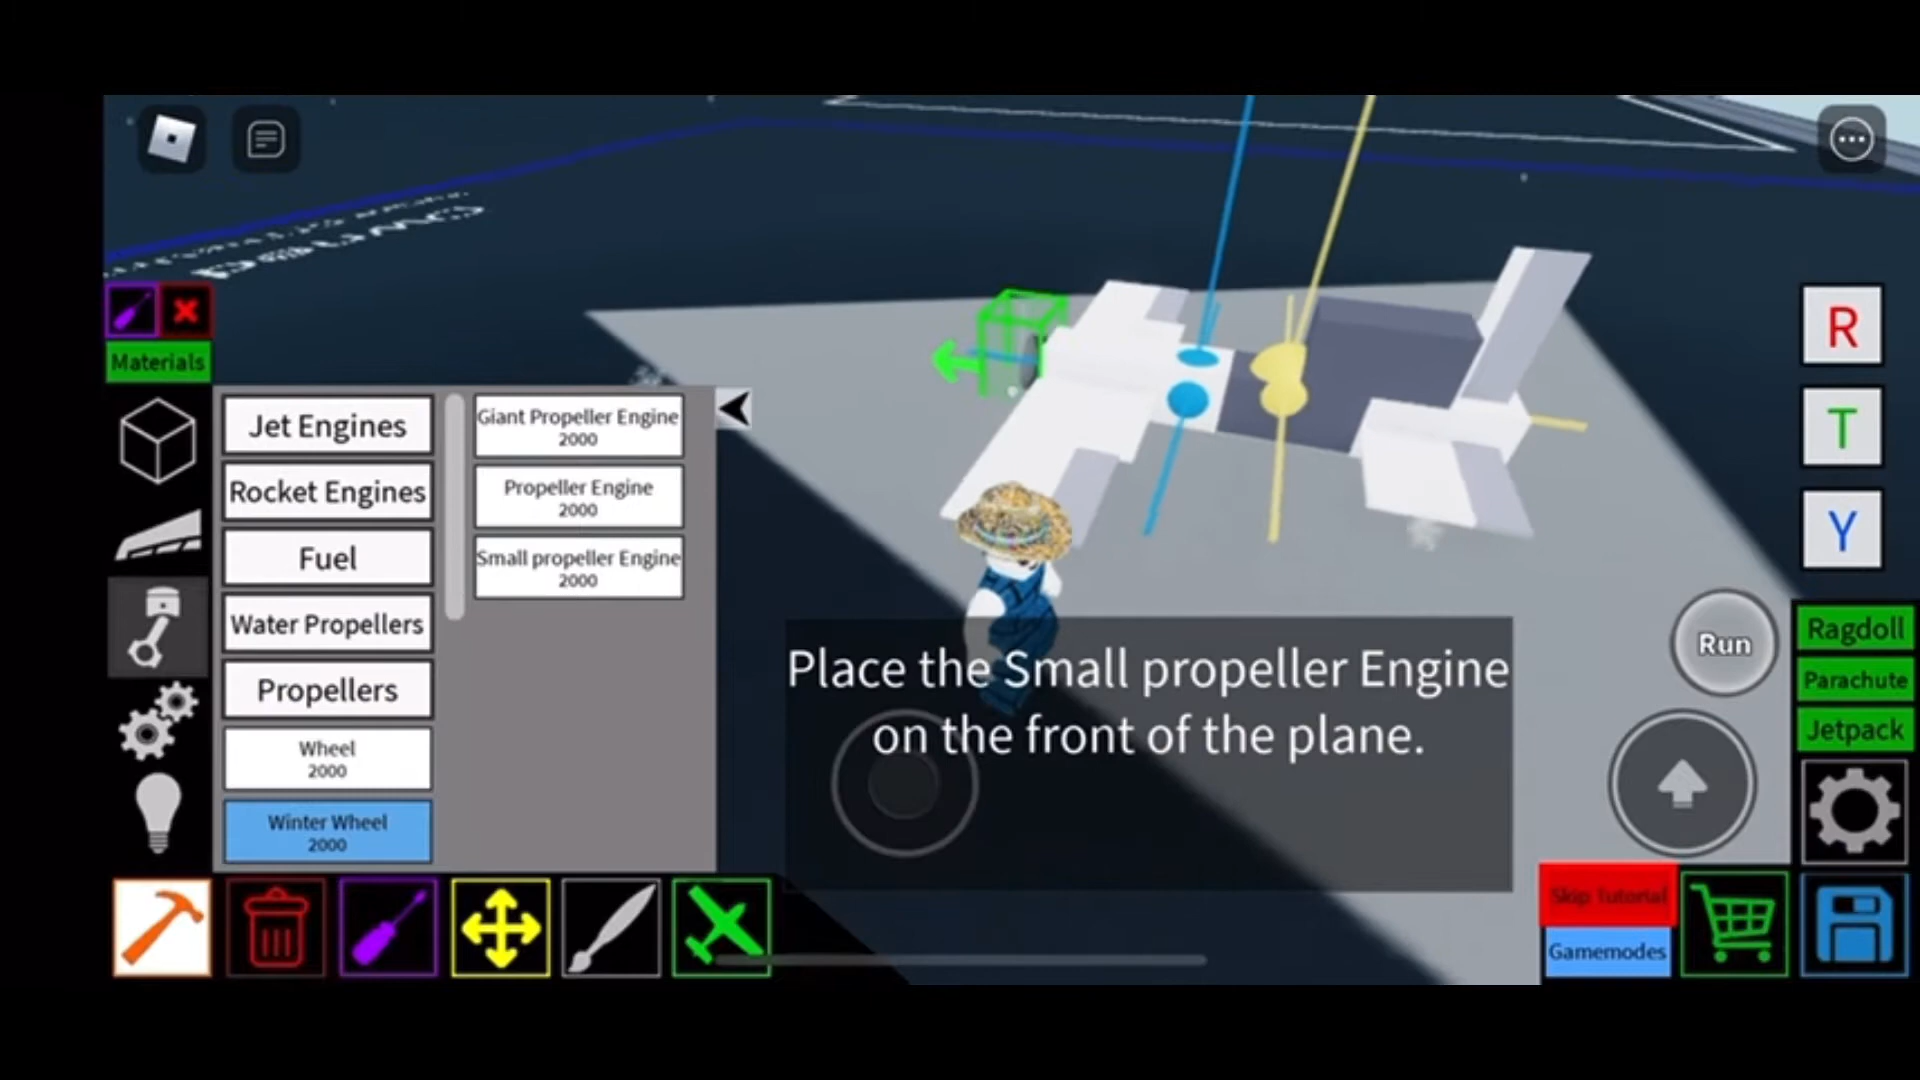 Materials
Jet Engines
Rocket Engines
Fuel
Water Propellers
Propellers
Wheel
2000
Winter Wheel
2000
Giant Propeller Engine
2000
Propeller Engine
2000
Small propeller Engine
2000
Place the Small propeller Engine
on the front of the plane.
R
T
Y
Run
Ragdoll
Parachute
Jetpack
Skip Tutorial
Gamemodes